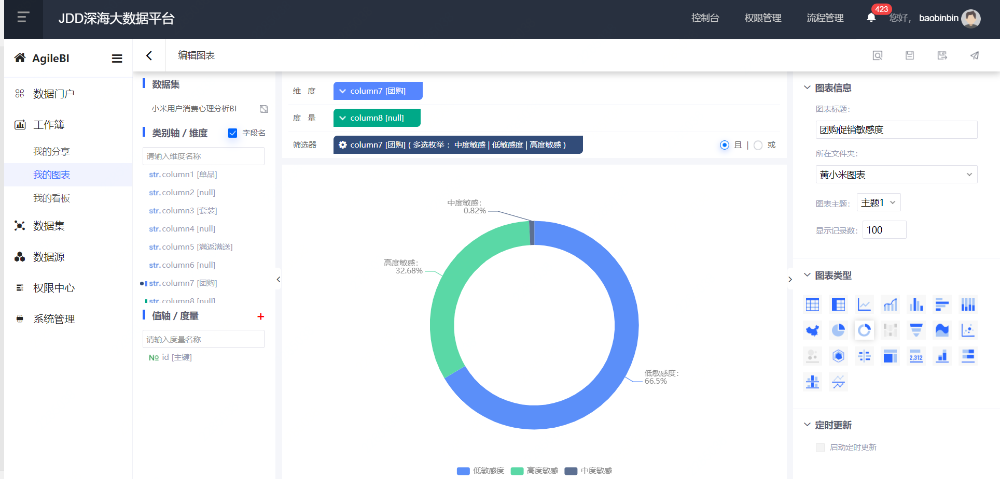 JDD深海大数据平台
控制台
权限管理
流程管理
423
您好，
baobinbin
AgileBI
编辑图表
数据门户
工作簿
我的分享
我的图表
我的看板
数据集
数据源
权限中心
系统管理
数据集
小米用户消费心理分析BI
类别轴 / 维度
字段名
请输入维度名称
str. column1 [单品]
str. column2 [null]
str. column3 [套装]
str. column4 [null]
str. column5 [满返满送]
str. column6 [null]
str. column7 [团购]
str. column8 [null]
值轴 / 度量
+
请输入度量名称
№ id [主键]
维 度
column7 [团购]
度 量
column8 [null]
筛选器
column7 [团购] ( 多选枚举： 中度敏感 | 低敏感度 | 高度敏感 )
且 | 或
中度敏感：
0.82%
高度敏感：
32.68%
低敏感度：
66.5%
低敏感度
高度敏感
中度敏感
图表信息
图表标题：
团购促销敏感度
所在文件夹：
黄小米图表
图表主题：
主题1
显示记录数：
100
图表类型
2,312
定时更新
启动定时更新